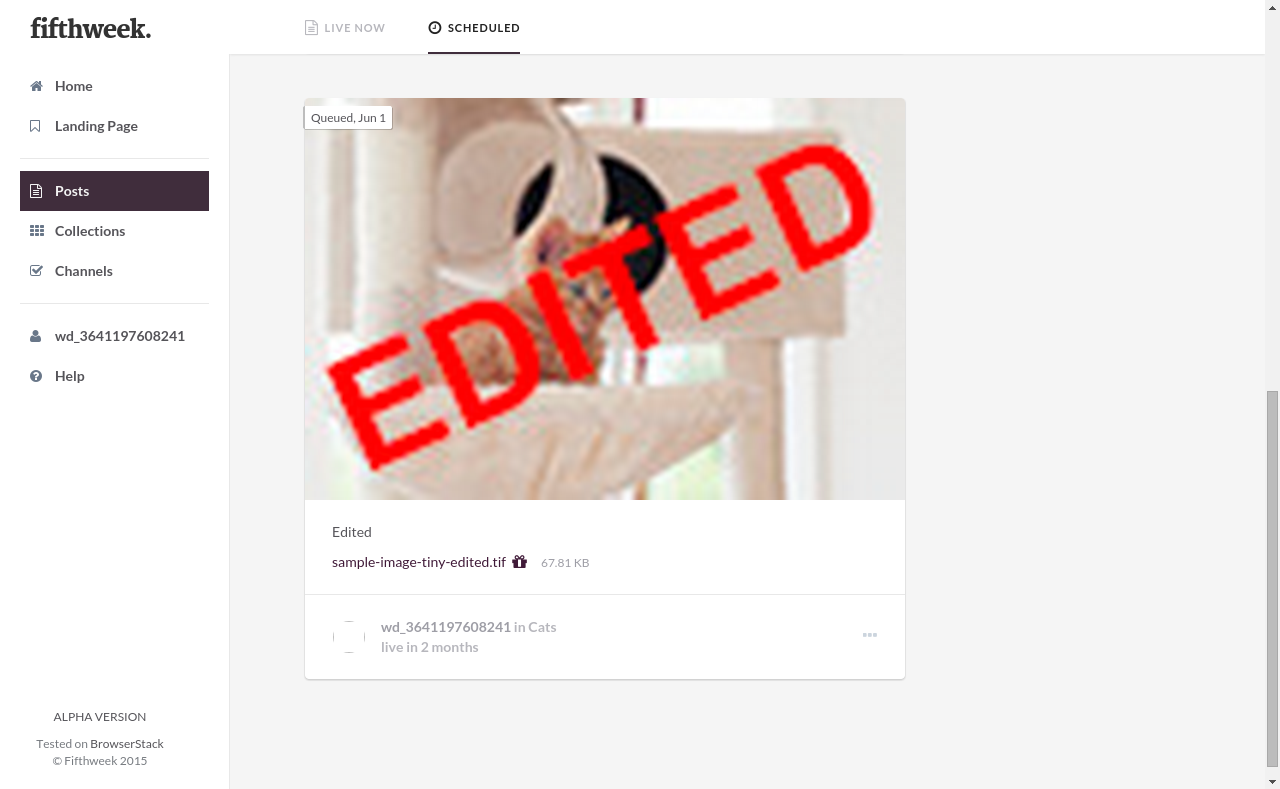 fifthweek.
LIVE NOW
SCHEDULED
Home
Landing Page
Posts
Collections
Channels
wd_3641197608241
Help
ALPHA VERSION
Tested on BrowserStack
© Fifthweek 2015
Queued, Jun 1
EDITED
Edited
sample-image-tiny-edited.tif 67.81 KB
wd_3641197608241 in Cats
live in 2 months